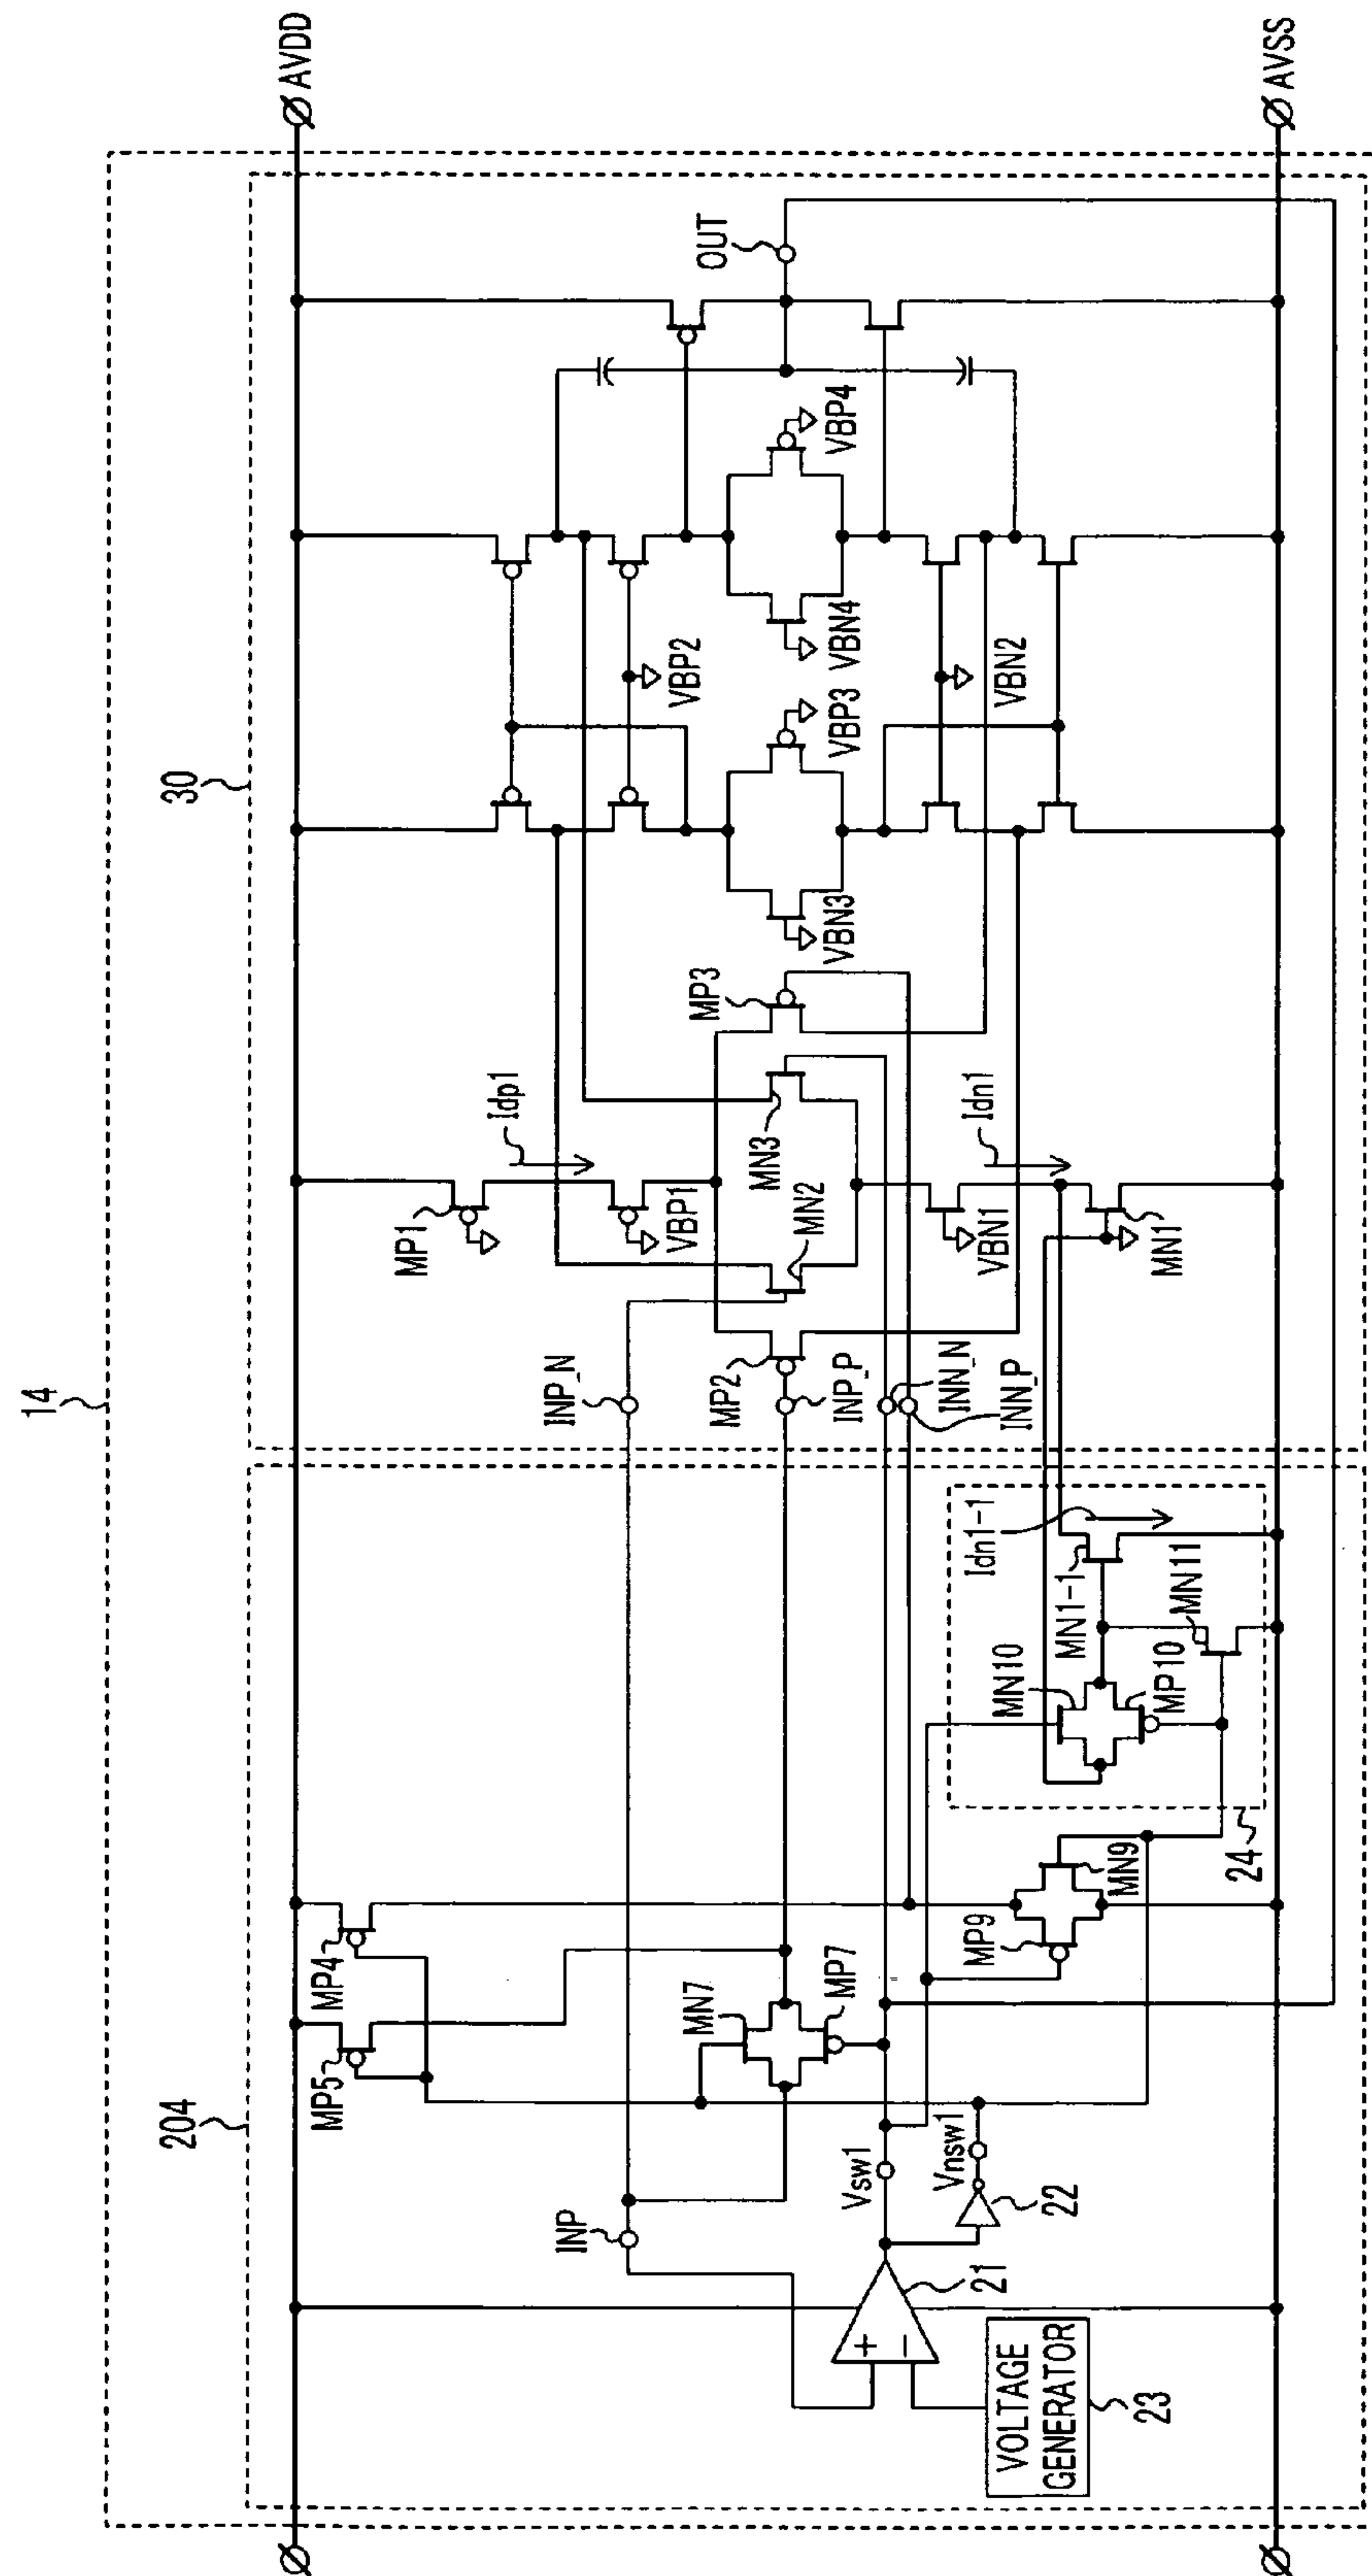 14
204
30
AVDD
AVSS
MP5
MP4
INP
INP_N
INP_P
MP2
MN7
MP7
Vsw1
Vnsw1
21
22
VOLTAGE
GENERATOR
23
MP9
MN9
24
MN10
MP10
MN1-1
MN11
Idn1-1
INN_N
INN_P
MP1
VBP1
Idp1
MN2
MN3
MP3
VBN1
Idn1
MN1
VBN3
VBP3
VBP2
VBN2
VBN4
VBP4
OUT